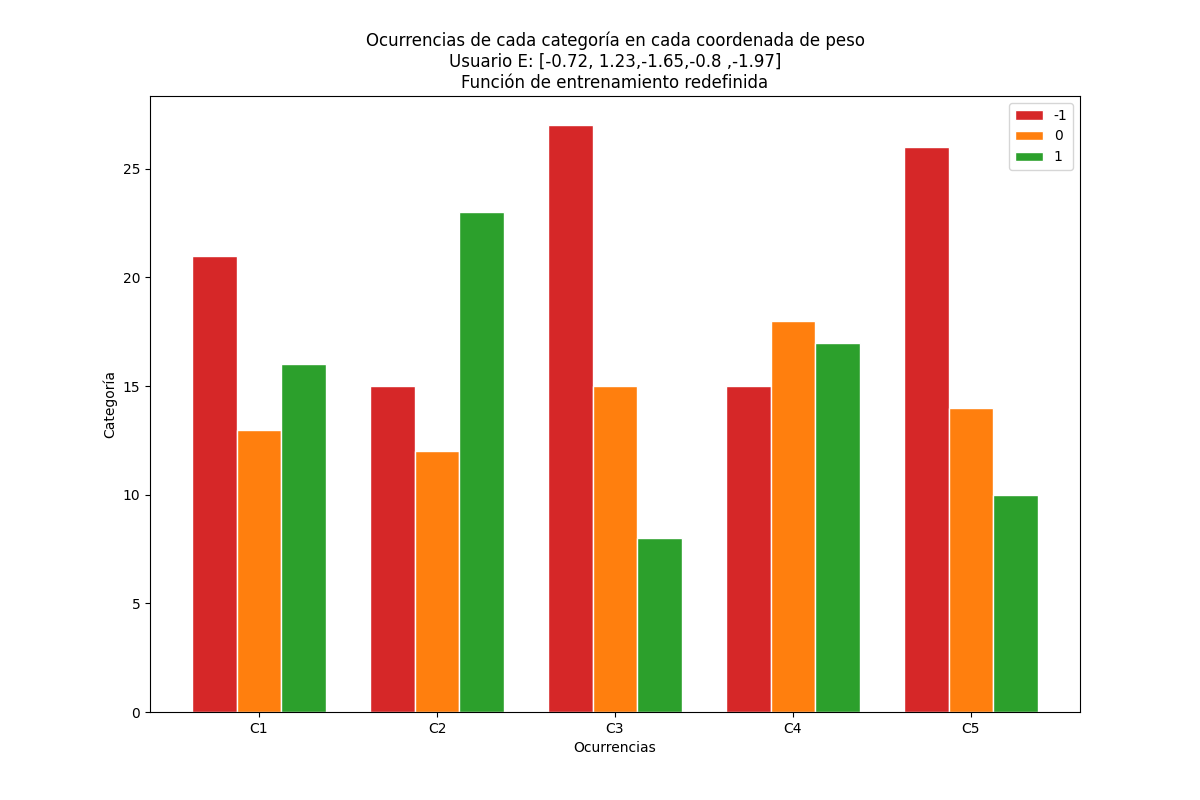 Ocurrencias de cada categoría en cada coordenada de peso
Usuario E: [-0.72, 1.23,-1.65,-0.8 ,-1.97]
Función de entrenamiento redefinida
-1
0
1
25
20
15
10
5
0
Categoría
C1 C2 C3 C4 C5
Ocurrencias